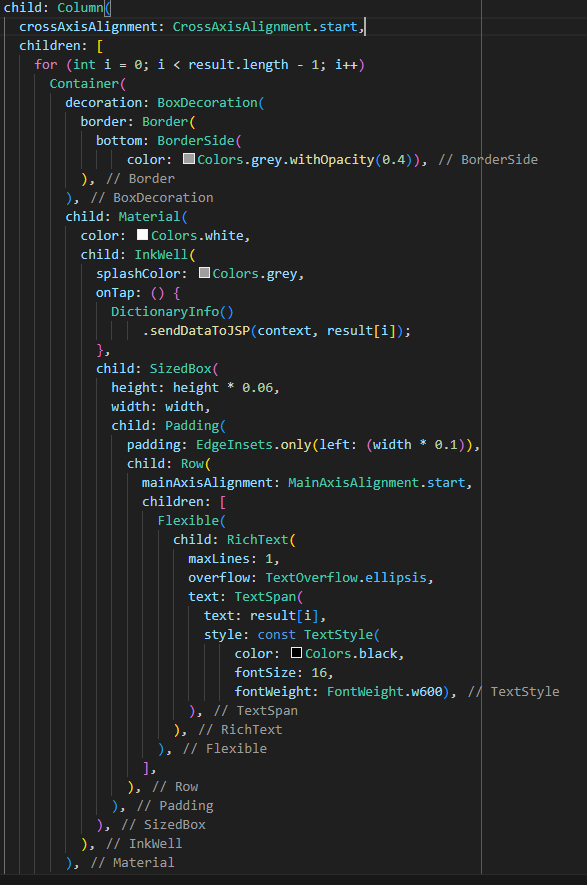 child: Column(
  crossAxisAlignment: CrossAxisAlignment.start,
  children: [
    for (int i = 0; i < result.length - 1; i++)
      Container(
        decoration: BoxDecoration(
          border: Border(
            bottom: BorderSide(
                color: Colors.grey.withOpacity(0.4)), // BorderSide
          ), // Border
        ), // BoxDecoration
        child: Material(
          color: Colors.white,
          child: InkWell(
            splashColor: Colors.grey,
            onTap: () {
              DictionaryInfo()
                  .sendDataToJSP(context, result[i]);
            },
            child: SizedBox(
              height: height * 0.06,
              width: width,
              child: Padding(
                padding: EdgeInsets.only(left: (width * 0.1)),
                child: Row(
                  mainAxisAlignment: MainAxisAlignment.start,
                  children: [
                    Flexible(
                      child: RichText(
                        maxLines: 1,
                        overflow: TextOverflow.ellipsis,
                        text: TextSpan(
                          text: result[i],
                          style: const TextStyle(
                              color: Colors.black,
                              fontSize: 16,
                              fontWeight: FontWeight.w600), // TextStyle
                        ), // TextSpan
                      ), // RichText
                    ), // Flexible
                  ],
                ), // Row
              ), // Padding
            ), // SizedBox
          ), // InkWell
        ), // Material